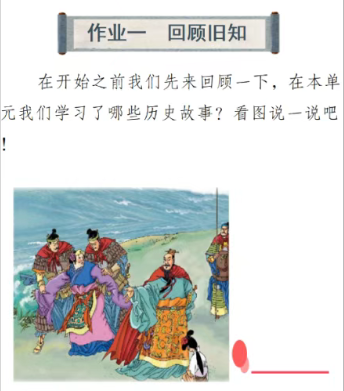 作业一 回顾旧知
在开始之前我们先来回顾一下，在本单
元我们学习了哪些历史故事？看图说一说吧
！